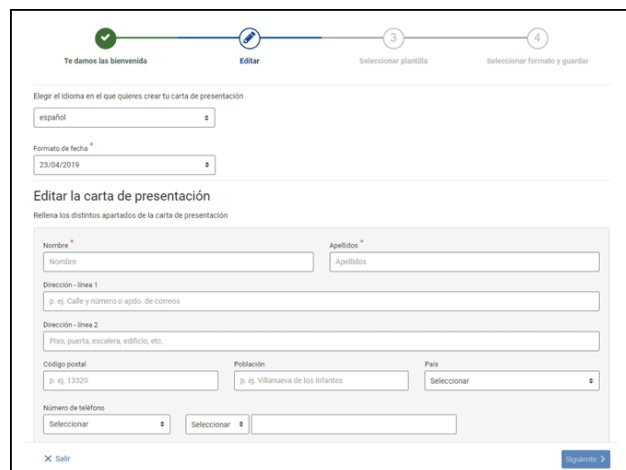 3
4
Te damos las bienvenida
Editar
Seleccionar plantilla
Seleccionar formato y guardar
Elegir el idioma en el que quieres crear tu carta de presentación
español
Formato de fecha *
23/04/2019
Editar la carta de presentación
Rellena los distintos apartados de la carta de presentación
Nombre *
Apellidos *
Nombre
Apellidos
Dirección - línea 1
p. ej. Calle y número o apdo. de correos
Dirección - línea 2
Piso, puerta, escalera, edificio, etc.
Código postal
Población
País
p. ej. 13320
p. ej. Villanueva de los Infantes
Seleccionar
Número de teléfono
Seleccionar
Seleccionar
Salir
Siguiente